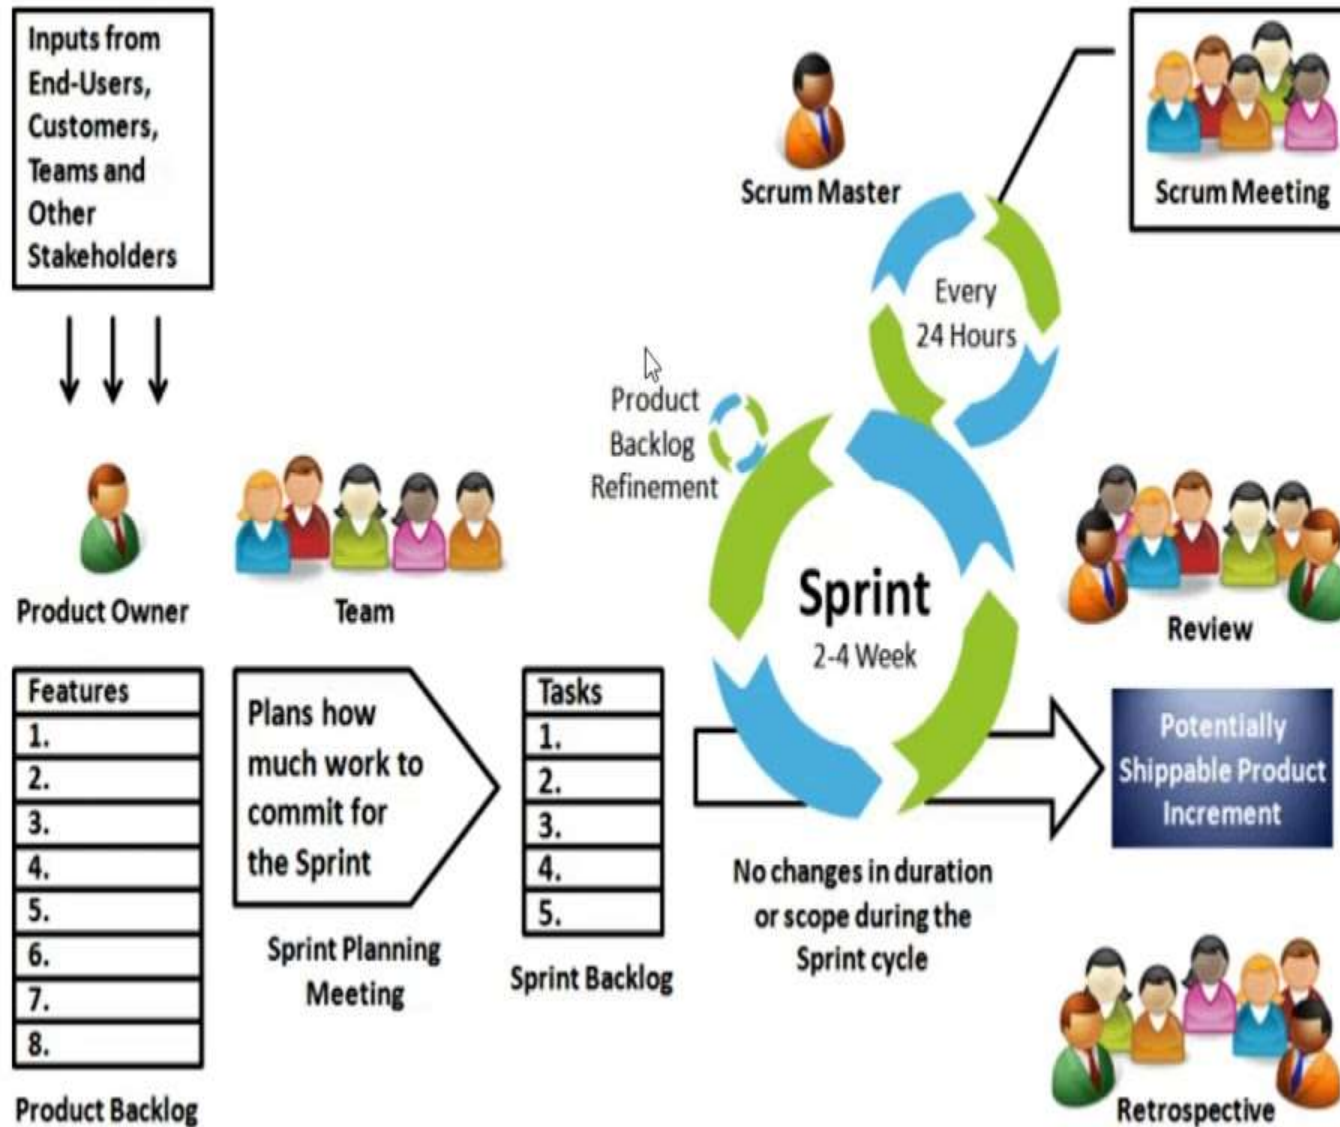 Inputs from
End-Users,
Customers,
Teams and
Other
Stakeholders
Product Owner
Team
Features
1.
2.
3.
4.
5.
6.
7.
8.
Product Backlog
Plans how
much work to
commit for
the Sprint
Sprint Planning
Meeting
Tasks
1.
2.
3.
4.
5.
Sprint Backlog
Scrum Master
Scrum Meeting
Every
24 Hours
Product
Backlog
Refinement
Sprint
2-4 Week
No changes in duration
or scope during the
Sprint cycle
Review
Potentially
Shippable Product
Increment
Retrospective